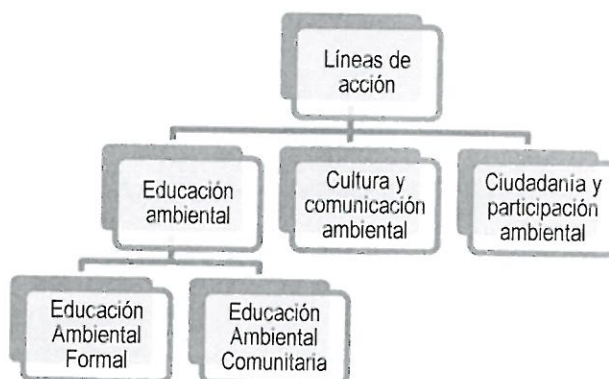 Líneas de
acción
Educación
ambiental
Cultura y
comunicación
ambiental
Ciudadanía y
participación
ambiental
Educación
Ambiental
Formal
Educación
Ambiental
Comunitaria